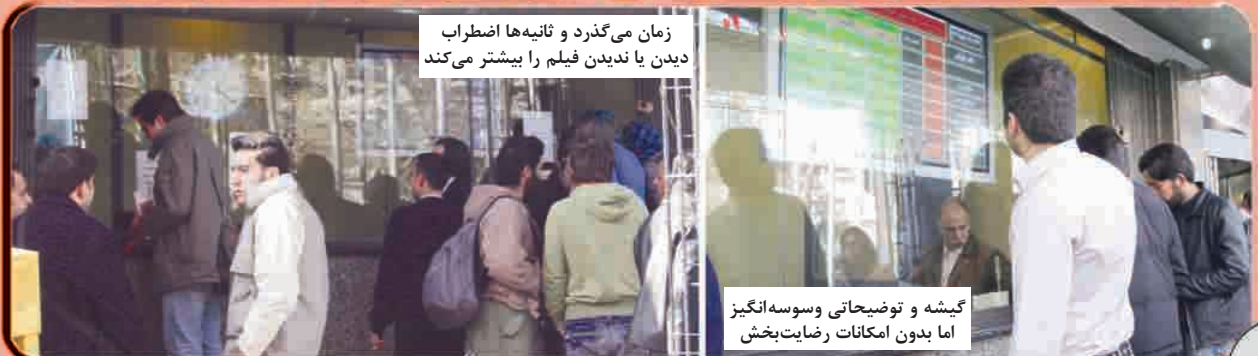 زمان می‌گذرد و ثانیه‌ها اضطراب
دیدن یا ندیدن فیلم را بیشتر می‌کند
گیشه و توضیحاتی وسوسه‌انگیز
اما بدون امکانات رضایت‌بخش